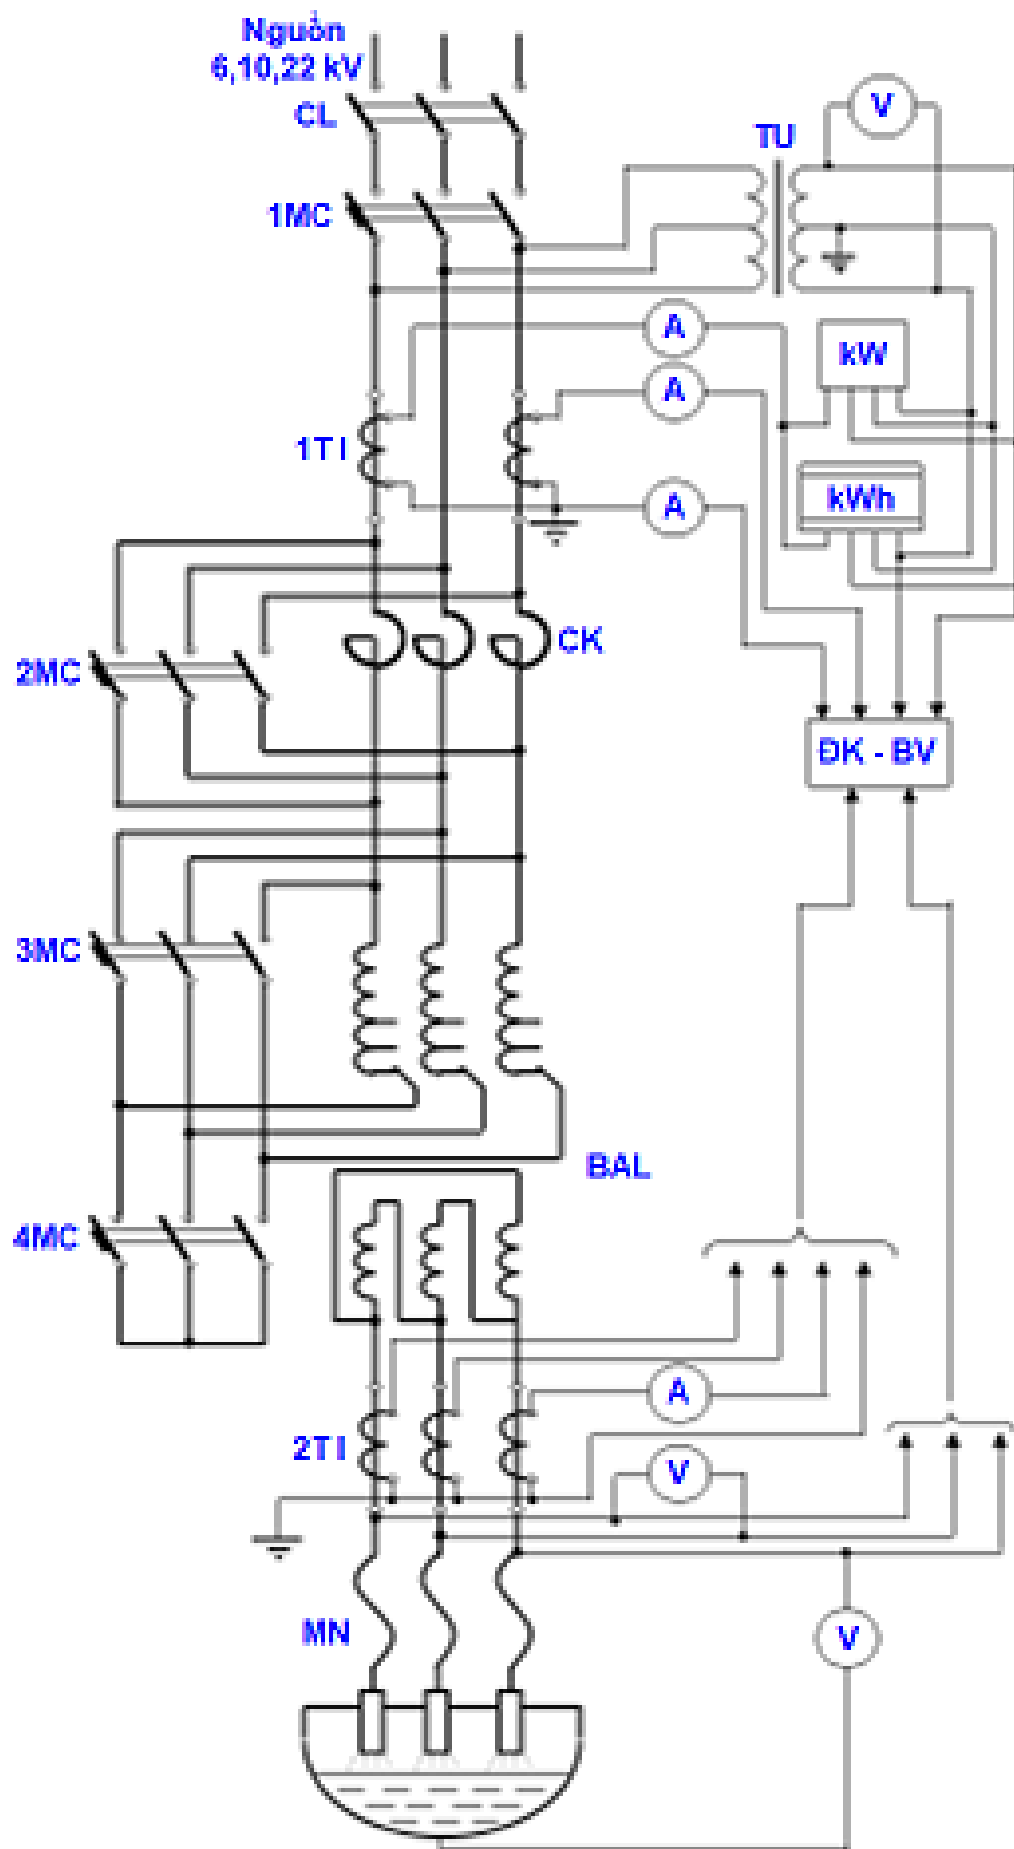 Nguồn
6,10,22 kV
CL
V
TU
1MC
A
kW
A
1TI
kWh
A
CK
2MC
ĐK - BV
3MC
BAL
4MC
A
2TI
V
MN
V